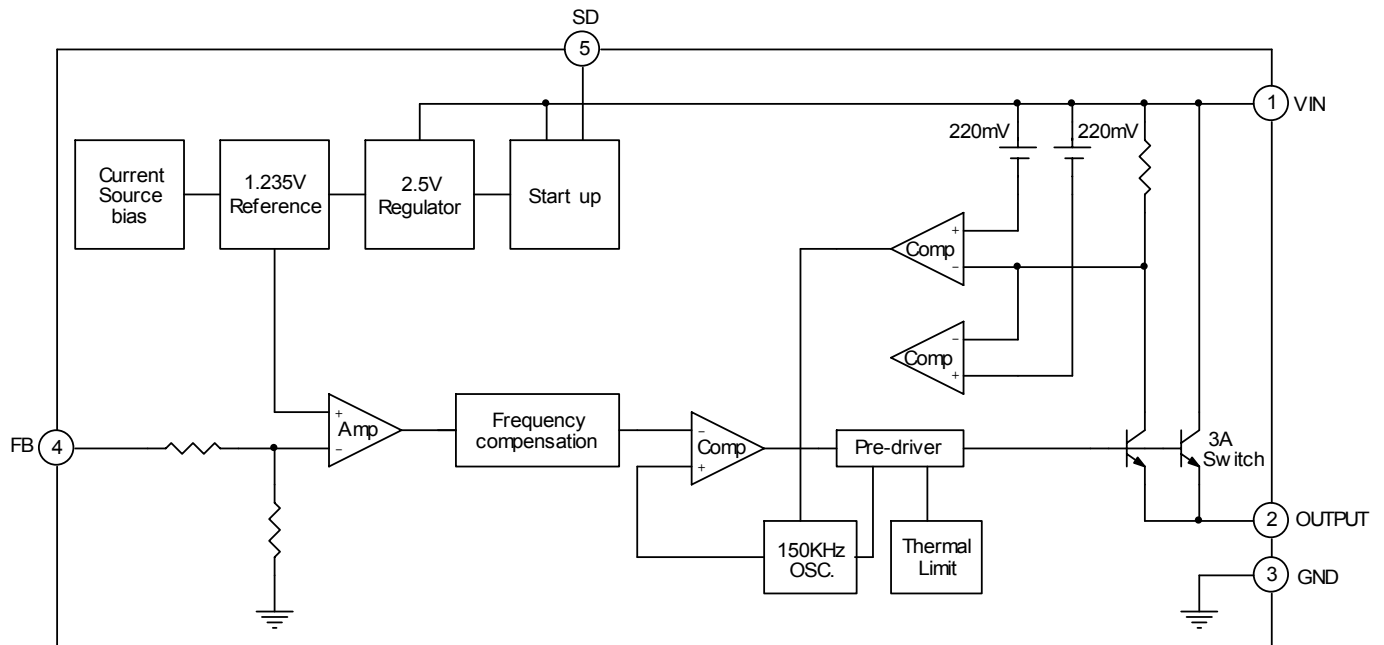 SD
5
1 VIN
220mV 220mV
Current
Source
bias
1.235V
Reference
2.5V
Regulator
Start up
+
Comp
−
−
Comp
+
FB 4
+
Amp
−
Frequency
compensation
−
Comp
+
Pre-driver
3A
Switch
2 OUTPUT
150KHz
OSC.
Thermal
Limit
3 GND